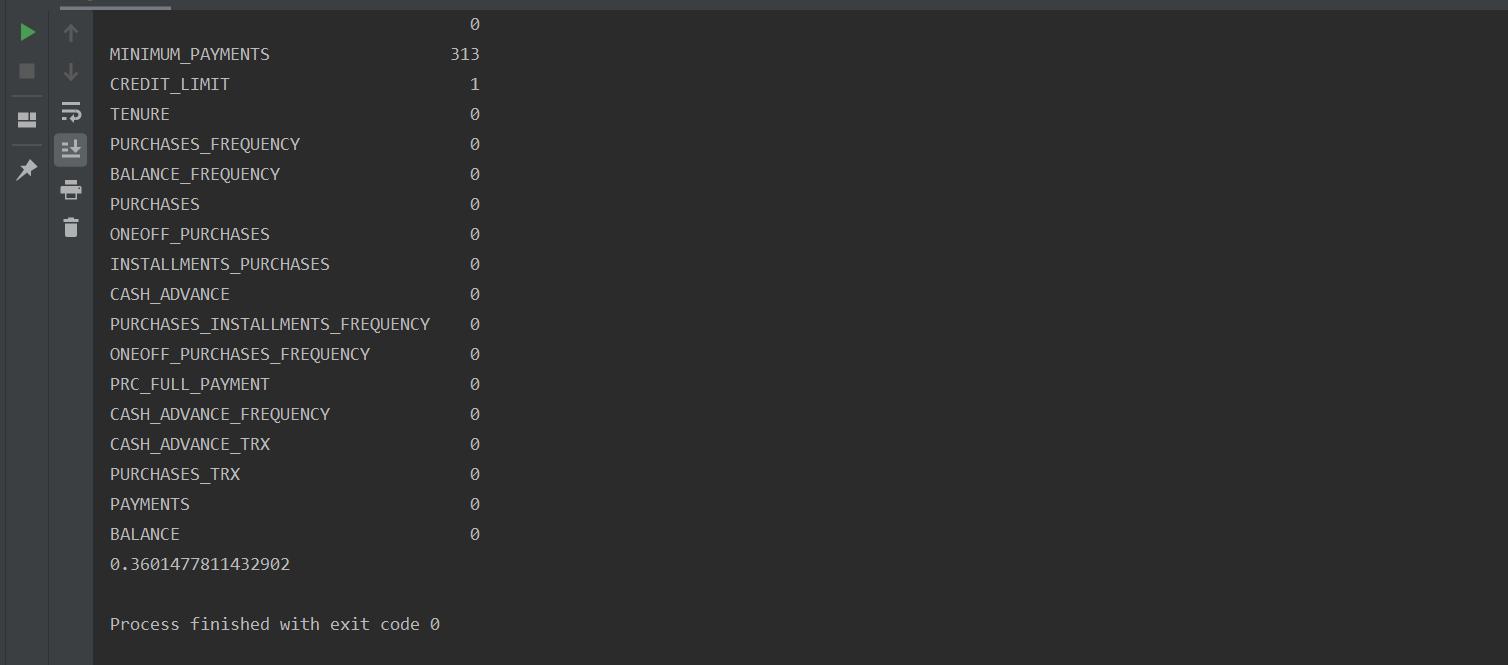 0
MINIMUM_PAYMENTS 313
CREDIT_LIMIT 1
TENURE 0
PURCHASES_FREQUENCY 0
BALANCE_FREQUENCY 0
PURCHASES 0
ONEOFF_PURCHASES 0
INSTALLMENTS_PURCHASES 0
CASH_ADVANCE 0
PURCHASES_INSTALLMENTS_FREQUENCY 0
ONEOFF_PURCHASES_FREQUENCY 0
PRC_FULL_PAYMENT 0
CASH_ADVANCE_FREQUENCY 0
CASH_ADVANCE_TRX 0
PURCHASES_TRX 0
PAYMENTS 0
BALANCE 0
0.3601477811432902
Process finished with exit code 0